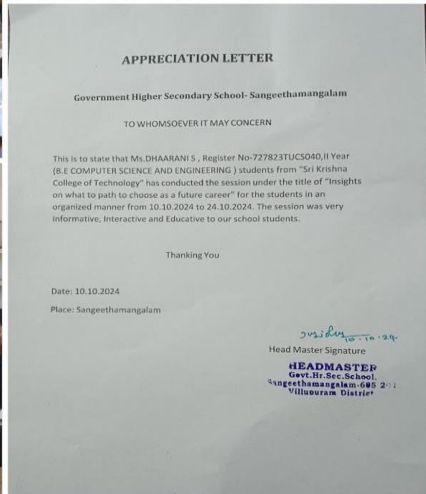 APPRECIATION LETTER
Government Higher Secondary School- Sangeethamangalam
TO WHOMSOEVER IT MAY CONCERN
This is to state that Ms.DHAARANI S , Register No-727823TUCS040,II Year
(B.E COMPUTER SCIENCE AND ENGINEERING ) students from "Sri Krishna
College of Technology" has conducted the session under the title of "Insights
on what to path to choose as a future career" for the students in an
organized manner from 10.10.2024 to 24.10.2024. The session was very
Informative, Interactive and Educative to our school students.
Thanking You
Date: 10.10.2024
Place: Sangeethamangalam
10.10.24
Head Master Signature
HEADMASTER
Govt.Hr.Sec.School,
Sangeethamangalam-605
Villupuram District